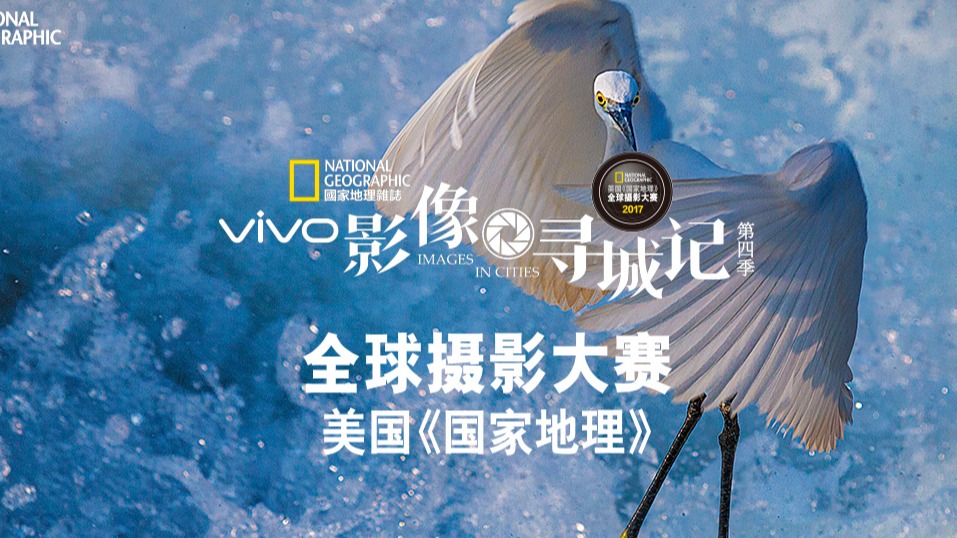 ONAL
RAPHIC
NATIONAL
GEOGRAPHIC
國家地理雜誌
NATIONAL
GEOGRAPHIC
美国《国家地理》
全球摄影大赛
2017
vivo影像寻城记
第四季
IMAGES
IN CITIES
全球摄影大赛
美国《国家地理》